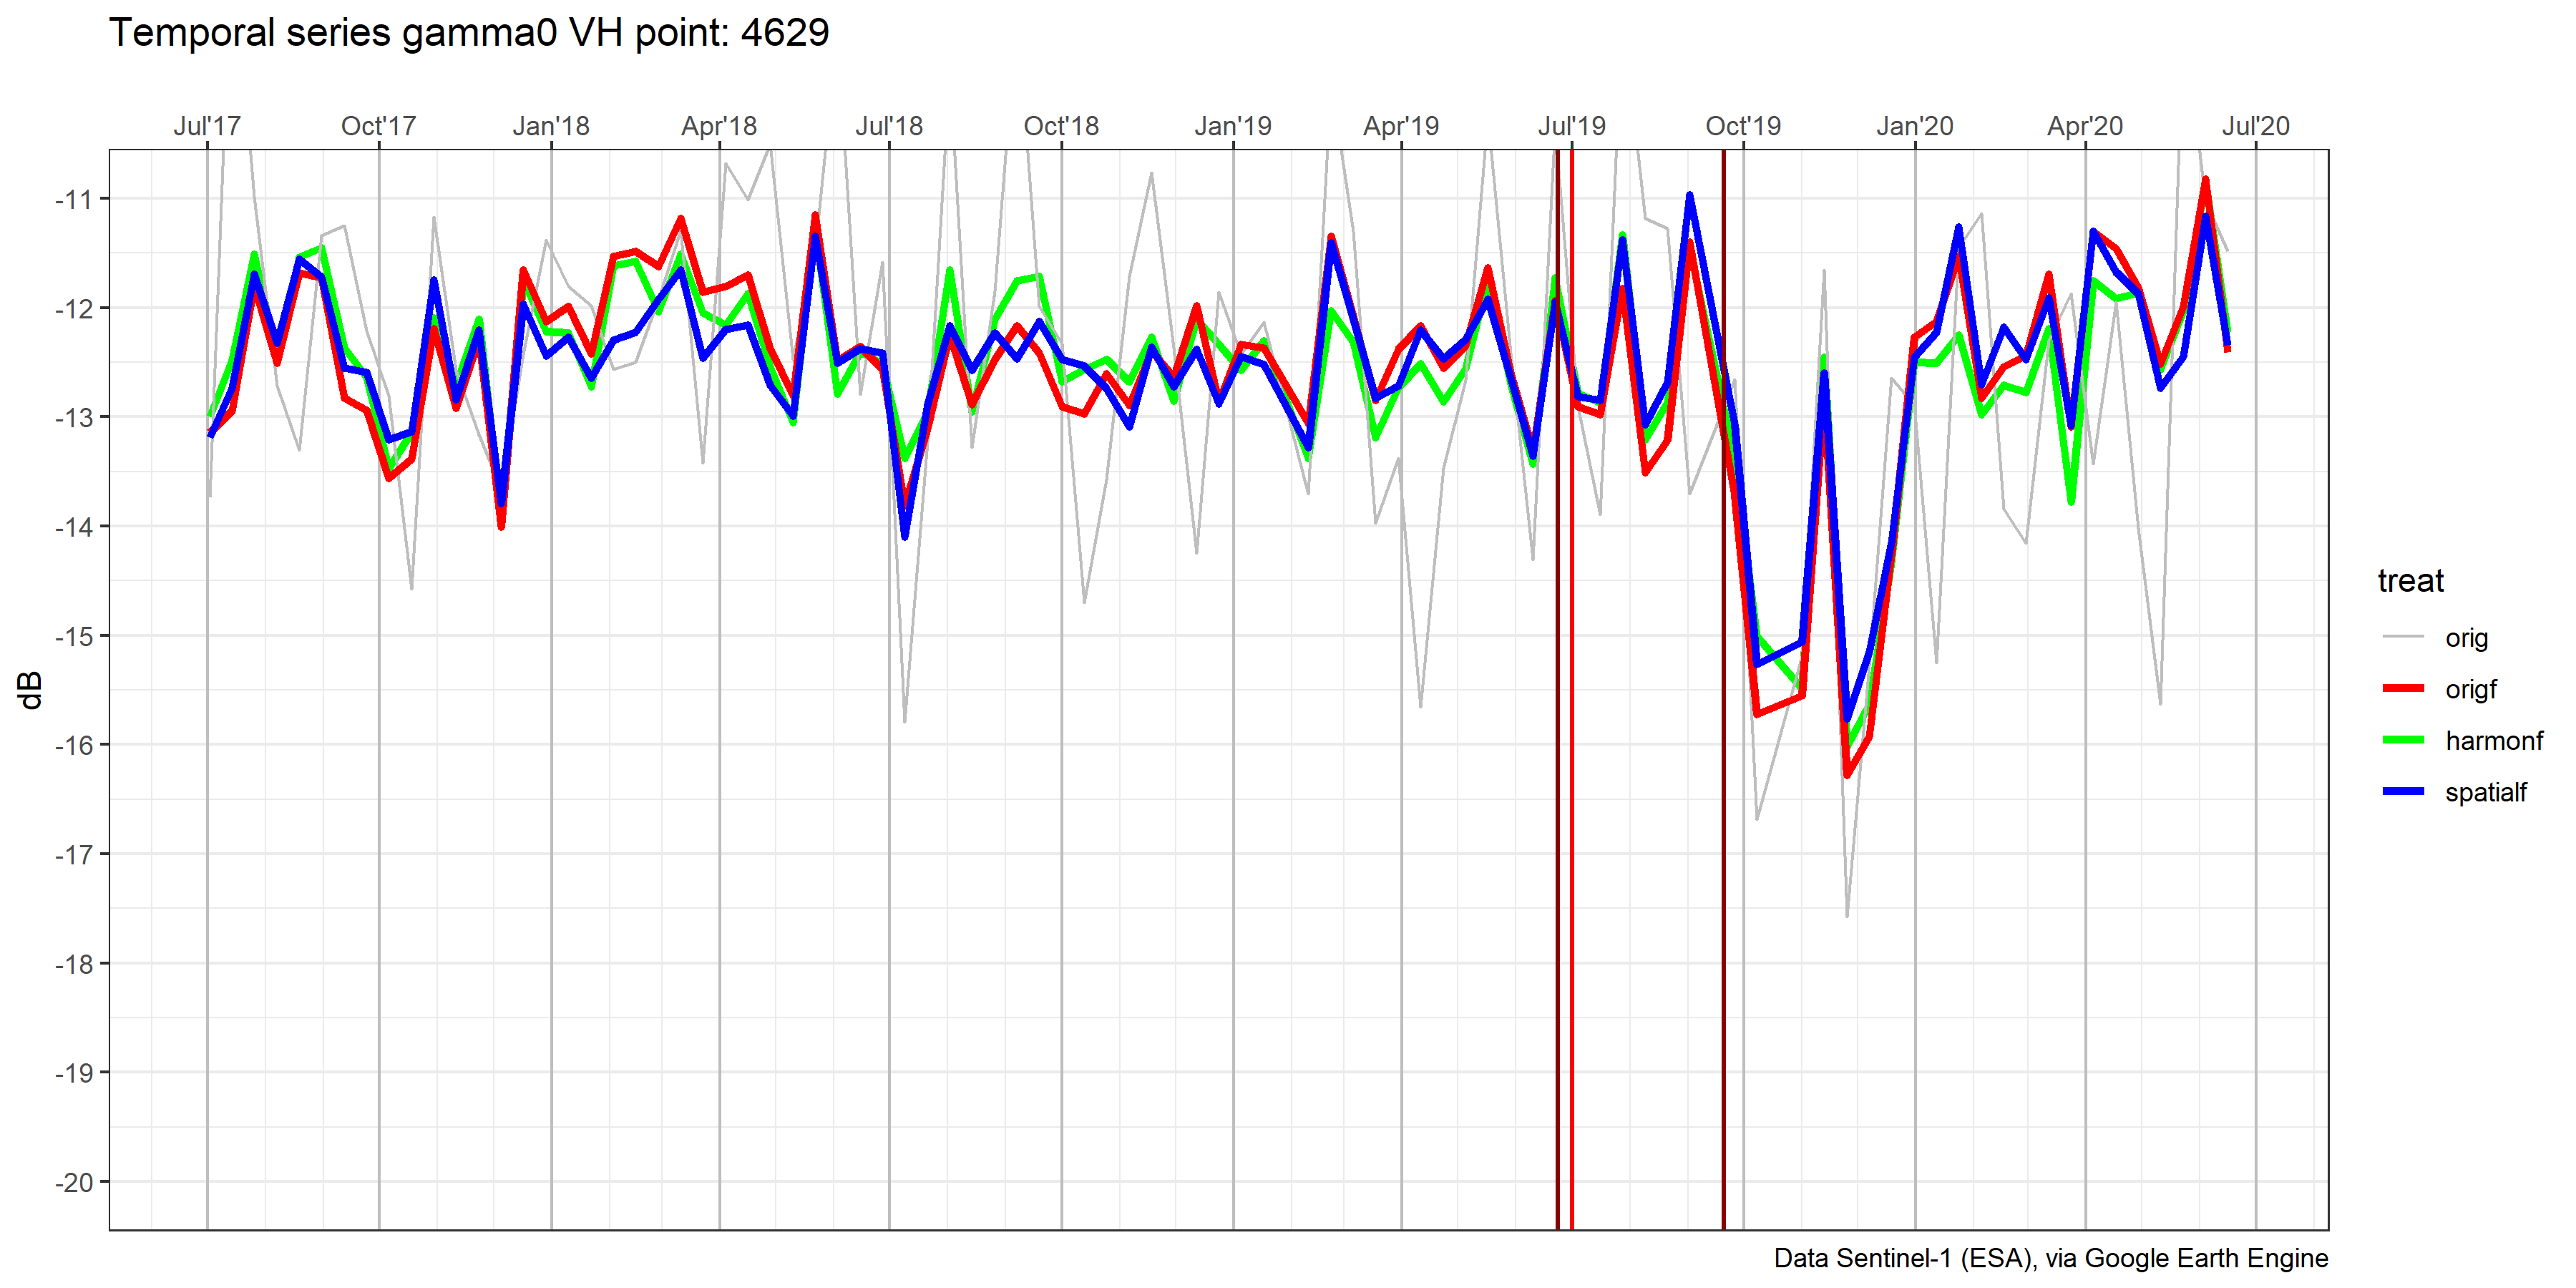 Temporal series gamma0 VH point: 4629
Jul'17 Oct'17 Jan'18 Apr'18 Jul'18 Oct'18 Jan'19 Apr'19 Jul'19 Oct'19 Jan'20 Apr'20 Jul'20
-11
-12
-13
-14
-15
-16
-17
-18
-19
-20
dB
treat
orig
origf
harmonf
spatialf
Data Sentinel-1 (ESA), via Google Earth Engine